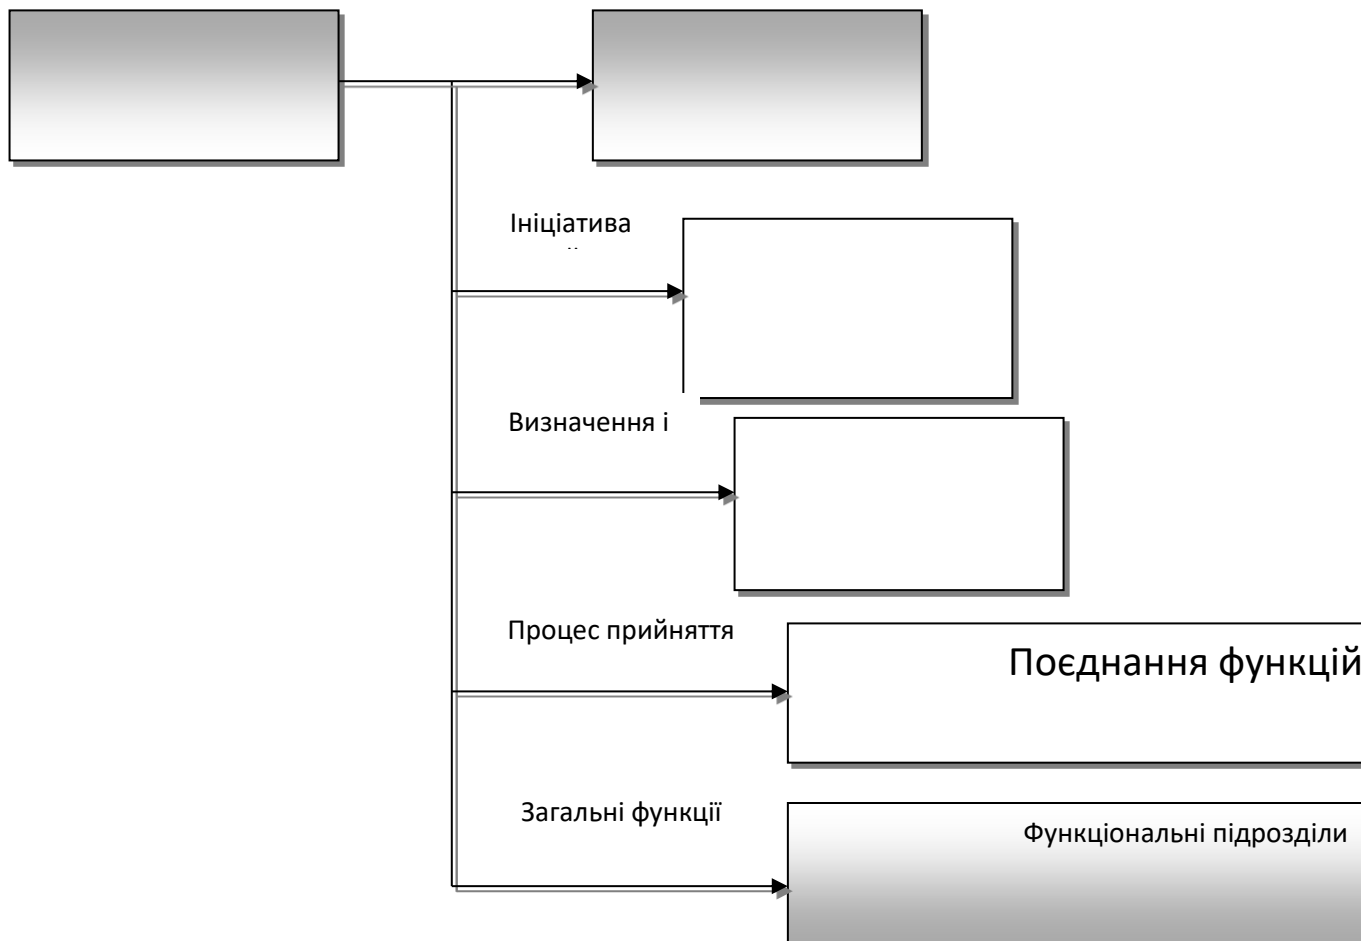 Ініціатива
Визначення і
Процес прийняття
Поєднання функцій
Загальні функції
Функціональні підрозділи